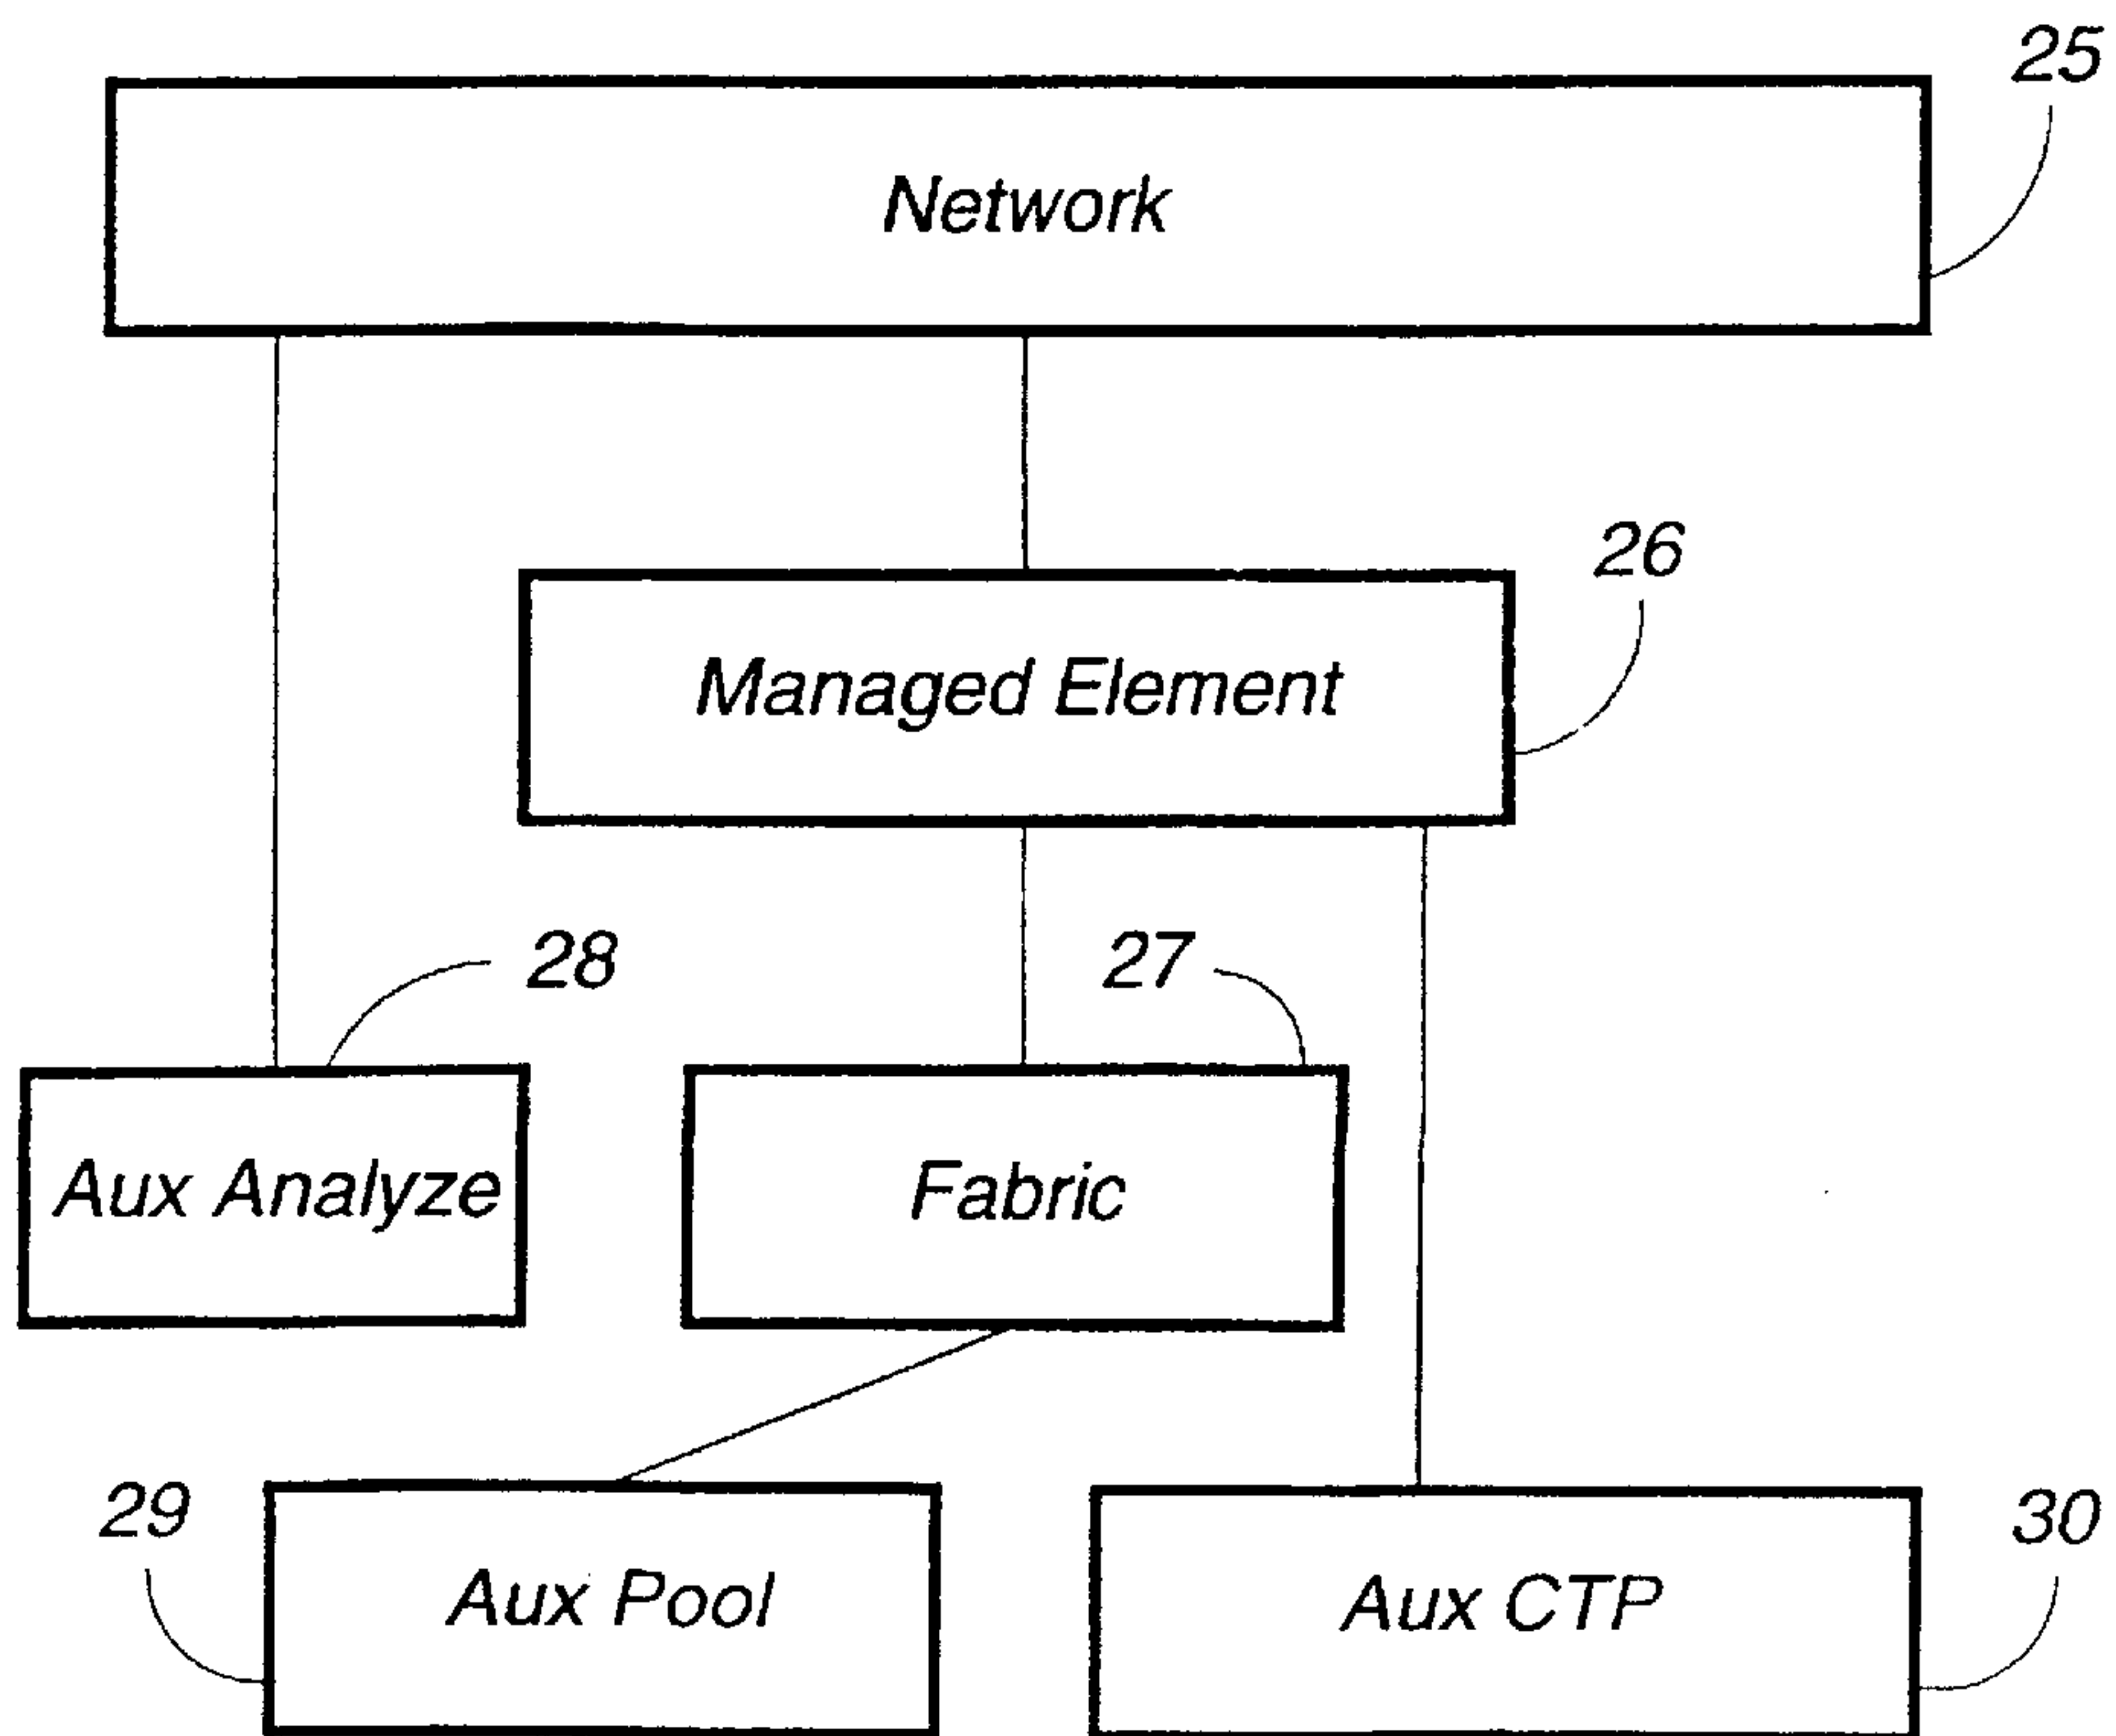 25
Network
26
Managed Element
28
27
Aux Analyze
Fabric
29
30
Aux Pool
Aux CTP